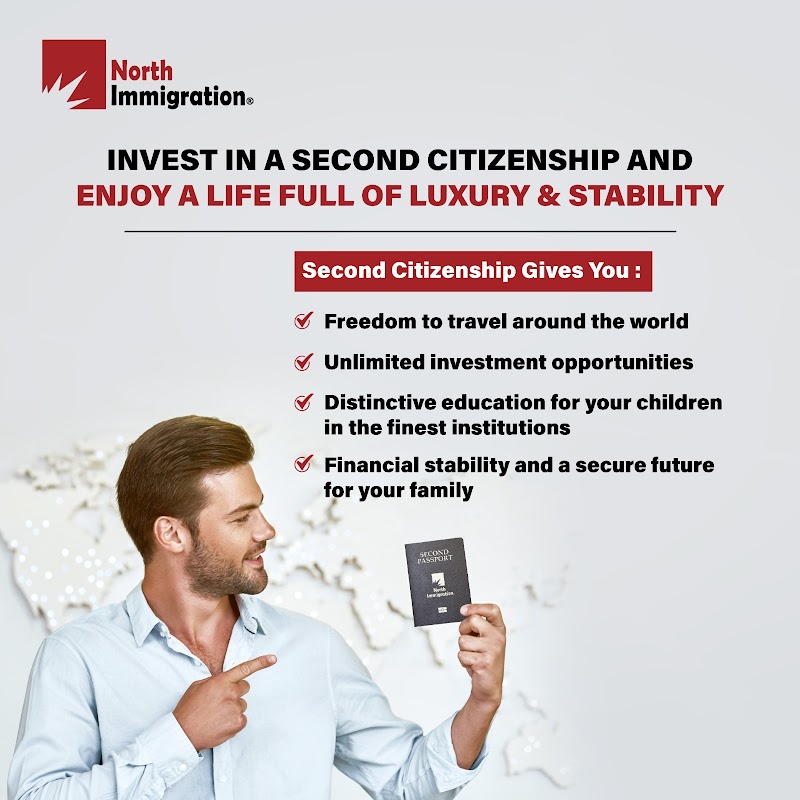 North
Immigration®
INVEST IN A SECOND CITIZENSHIP AND
ENJOY A LIFE FULL OF LUXURY & STABILITY
Second Citizenship Gives You :
Freedom to travel around the world
Unlimited investment opportunities
Distinctive education for your children
in the finest institutions
Financial stability and a secure future
for your family
SECOND
PASSPORT
North
Immigration